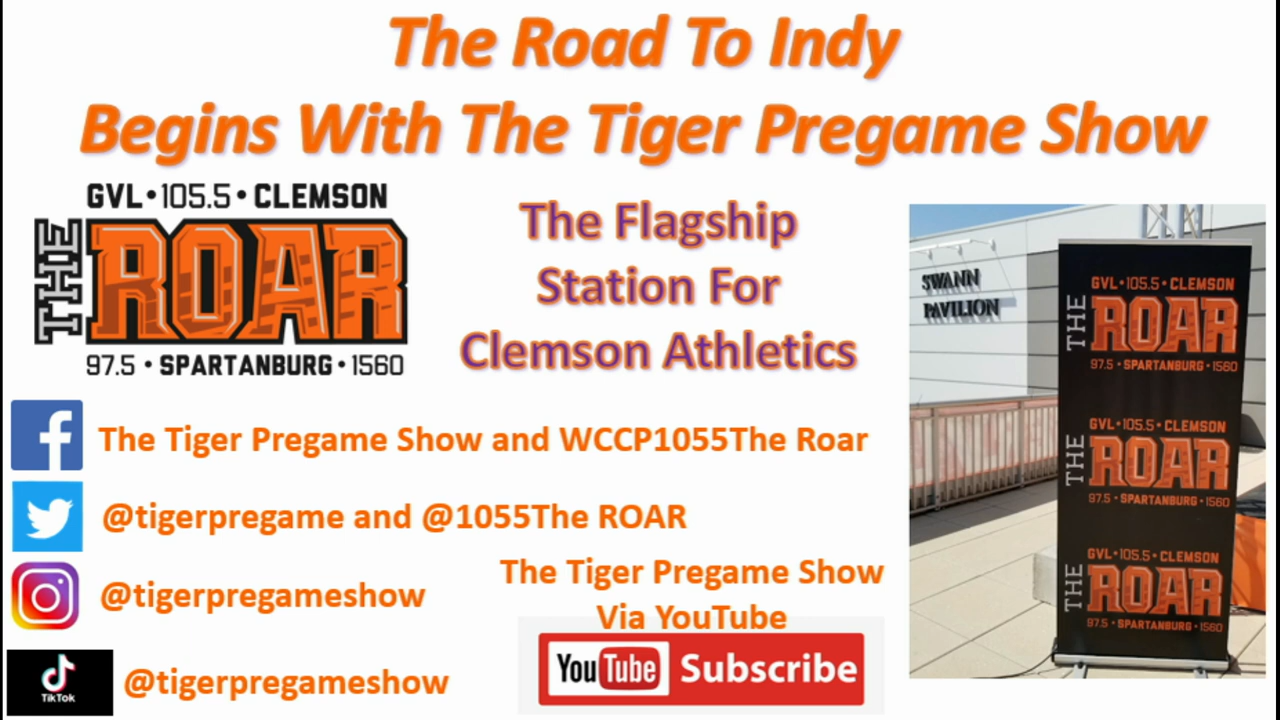 The Road To Indy
Begins With The Tiger Pregame Show
GVL • 105.5 • CLEMSON
THE ROAR
97.5 • SPARTANBURG • 1560
The Flagship
Station For
Clemson Athletics
SWANN
PAVILION
GVL • 105.5 • CLEMSON
THE ROAR
97.5 • SPARTANBURG • 1560
GVL • 105.5 • CLEMSON
THE ROAR
97.5 • SPARTANBURG • 1560
GVL • 105.5 • CLEMSON
THE ROAR
97.5 • SPARTANBURG • 1560
f The Tiger Pregame Show and WCCP1055The Roar
@tigerpregame and @1055The ROAR
@tigerpregameshow
TikTok
@tigerpregameshow
The Tiger Pregame Show
Via YouTube
YouTube Subscribe